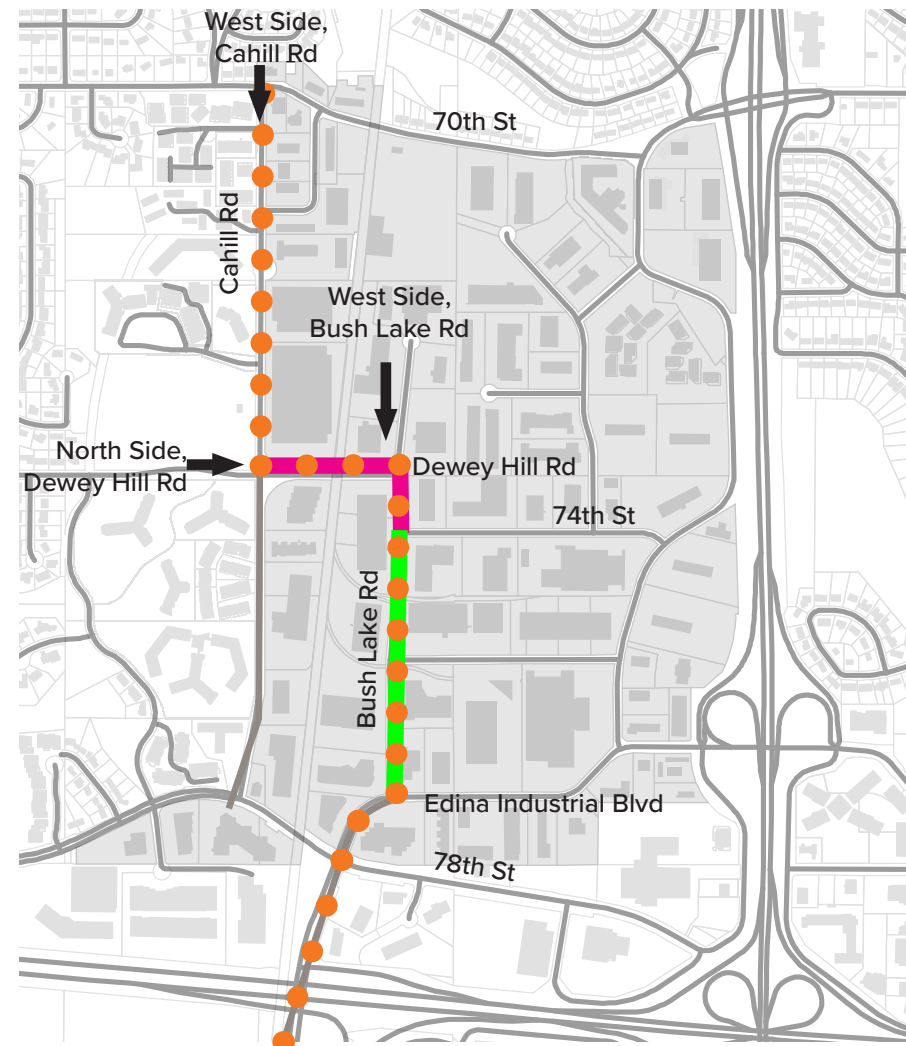 West Side,
Cahill Rd
70th St
Cahill Rd
West Side,
Bush Lake Rd
North Side,
Dewey Hill Rd
Dewey Hill Rd
74th St
Bush Lake Rd
Edina Industrial Blvd
78th St